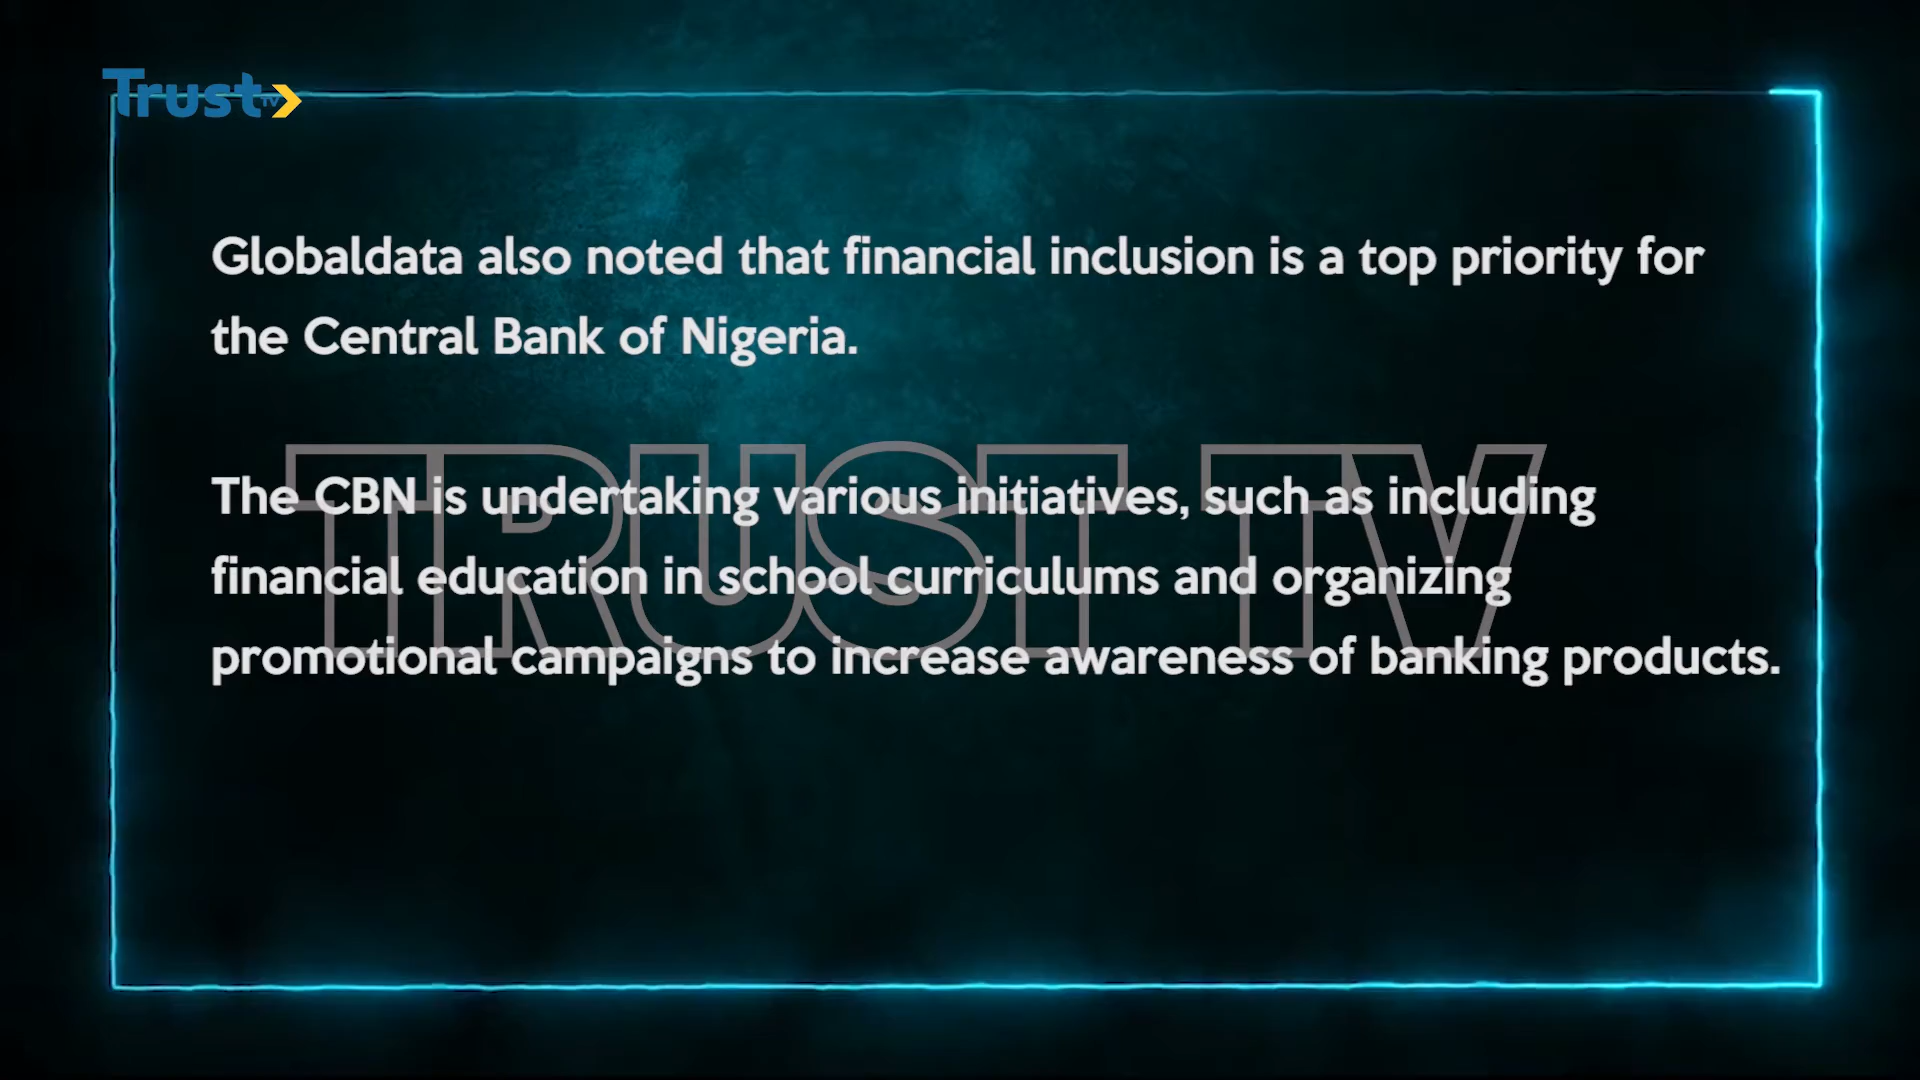 Trust TV
Globaldata also noted that financial inclusion is a top priority for
the Central Bank of Nigeria.
TRUST TV
The CBN is undertaking various initiatives, such as including
financial education in school curriculums and organizing
promotional campaigns to increase awareness of banking products.